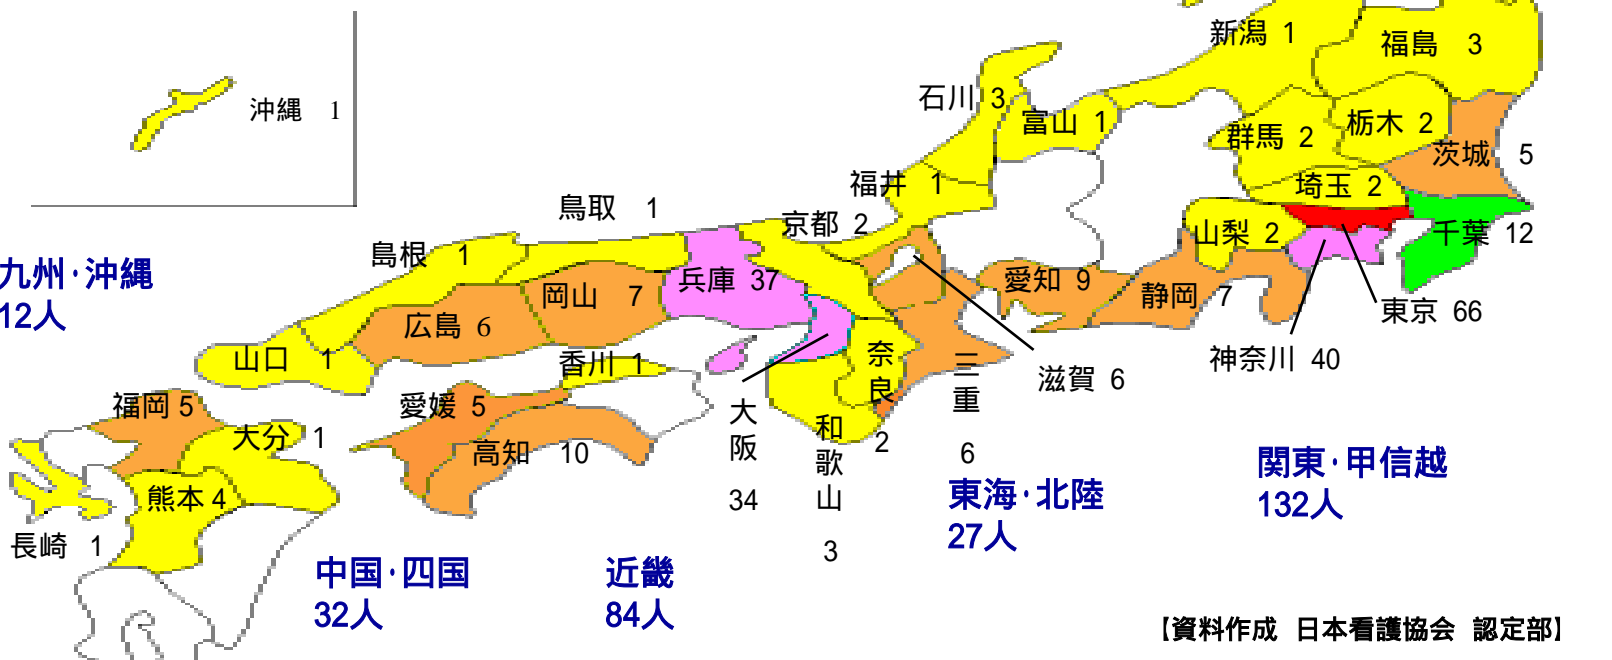 新潟 1
福島 3
石川 3
富山 1
群馬 2
栃木 2
茨城 5
沖縄 1
福井 1
埼玉 2
鳥取 1
京都 2
山梨 2
千葉 12
島根 1
九州・沖縄
12人
兵庫 37
岡山 7
愛知 9
静岡 7
東京 66
広島 6
山口 1
香川 1
奈良 2
三重 6
滋賀 6
神奈川 40
福岡 5
愛媛 5
大阪 34
和歌山 3
大分 1
高知 10
熊本 4
長崎 1
関東・甲信越
132人
東海・北陸
27人
中国・四国
32人
近畿
84人
【資料作成 日本看護協会 認定部】